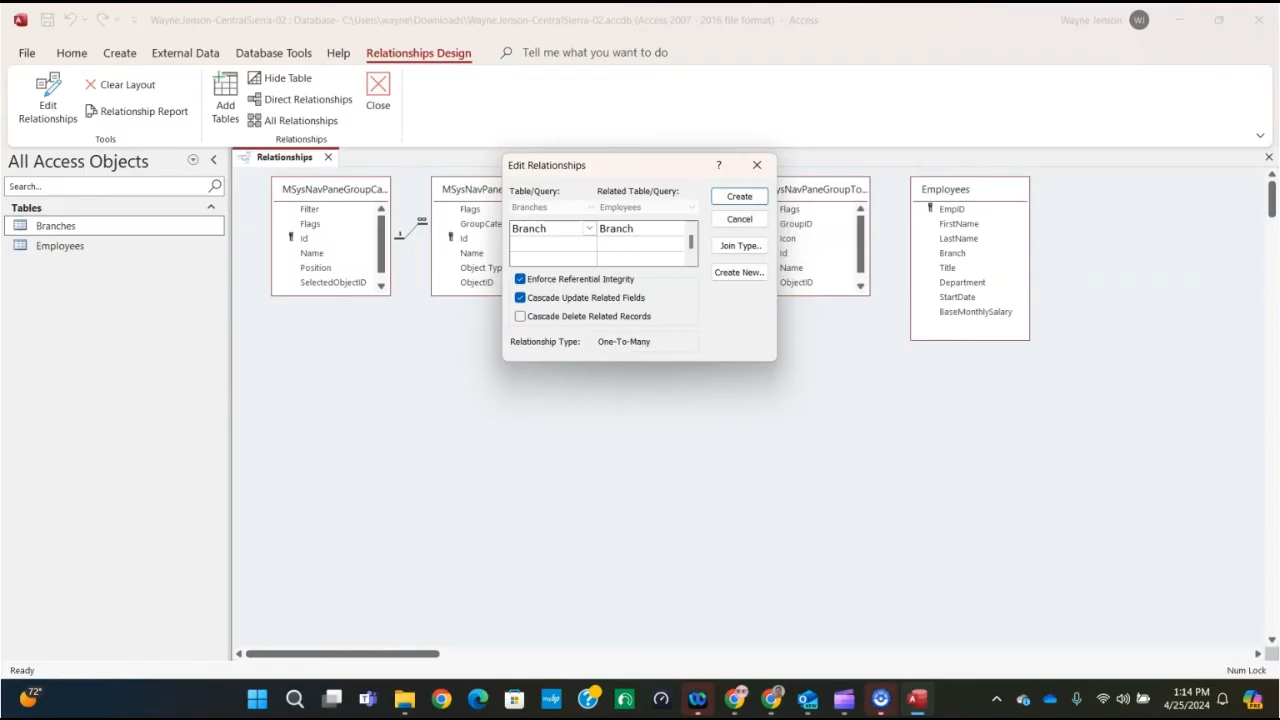 WayneJenson-CentralSierra-02 : Database- C:\Users\wayne\Downloads\WayneJenson-CentralSierra-02.accdb (Access 2007 - 2016 file format) - Access
Wayne Jenson
WJ
File Home Create External Data Database Tools Help Relationships Design Tell me what you want to do
Edit Relationships
Clear Layout
Relationship Report
Tools
Add Tables
Hide Table
Direct Relationships
All Relationships
Relationships
Close
All Access Objects
Search...
Tables
Branches
Employees
Relationships
MSysNavPaneGroupCa...
Filter
Flags
Id
Name
Position
SelectedObjectID
1
∞
MSysNavPane
Flags
GroupCate
Id
Name
Object Typ
ObjectID
Edit Relationships
?
Table/Query: Related Table/Query:
Branches Employees
Branch Branch
Enforce Referential Integrity
Cascade Update Related Fields
Cascade Delete Related Records
Relationship Type: One-To-Many
Create
Cancel
Join Type..
Create New..
ysNavPaneGroupTo...
Flags
GroupID
Icon
Id
Name
ObjectID
Employees
EmpID
FirstName
LastName
Branch
Title
Department
StartDate
BaseMonthlySalary
Ready
Num Lock
72°
1:14 PM
4/25/2024